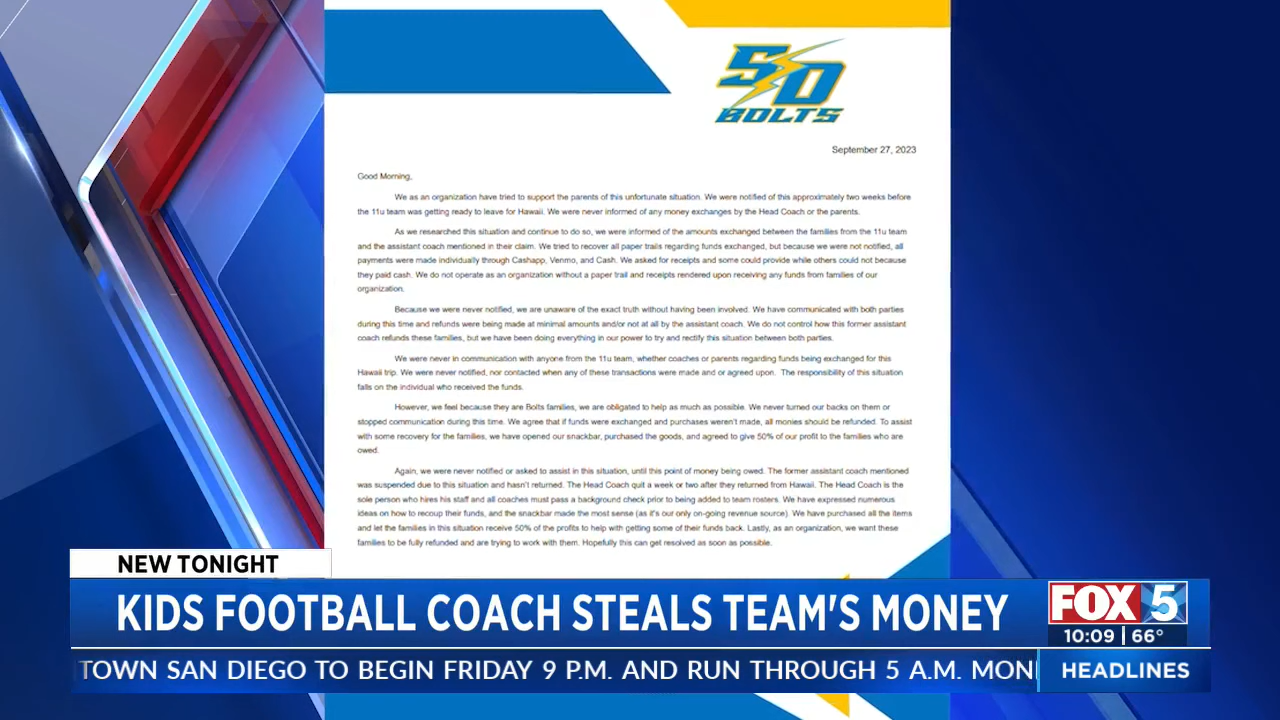 SD
BOLTS
September 27, 2023
Good Morning,
We as an organization have tried to support the parents of this unfortunate situation. We were notified of this approximately two weeks before
the 11u team was getting ready to leave for Hawaii. We were never informed of any money exchanges by the Head Coach or the parents.
As we researched this situation and continue to do so, we were informed of the amounts exchanged between the families from the 11u team
and the assistant coach mentioned in their claim. We tried to recover all paper trails regarding funds exchanged, but because we were not notified, all
payments were made individually through Cashapp, Venmo, and Cash. We asked for receipts and some could provide while others could not because
they paid cash. We do not operate as an organization without a paper trail and receipts rendered upon receiving any funds from families of our
organization.
Because we were never notified, we are unaware of the exact truth without having been involved. We have communicated with both parties
during this time and refunds were being made at minimal amounts and/or not at all by the assistant coach. We do not control how this former assistant
coach refunds these families, but we have been doing everything in our power to try and rectify this situation between both parties.
We were never in communication with anyone from the 11u team, whether coaches or parents regarding funds being exchanged for this
Hawaii trip. We were never notified, nor contacted when any of these transactions were made and or agreed upon. The responsibility of this situation
falls on the individual who received the funds.
However, we feel because they are Bolts families, we are obligated to help as much as possible. We never turned our backs on them or
stopped communication during this time. We agree that if funds were exchanged and purchases weren't made, all monies should be refunded. To assist
with some recovery for the families, we have opened our snackbar, purchased the goods, and agreed to give 50% of our profit to the families who are
owed.
Again, we were never notified or asked to assist in this situation, until this point of money being owed. The former assistant coach mentioned
was suspended due to this situation and hasn't returned. The Head Coach quit a week or two after they returned from Hawaii. The Head Coach is the
sole person who hires his staff and all coaches must pass a background check prior to being added to team rosters. We have expressed numerous
ideas on how to recoup their funds, and the snackbar made the most sense (as it's our only on-going revenue source). We have purchased all the items
and let the families in this situation receive 50% of the profits to help with getting some of their funds back. Lastly, as an organization, we want these
families to be fully refunded and are trying to work with them. Hopefully this can get resolved as soon as possible.
NEW TONIGHT
KIDS FOOTBALL COACH STEALS TEAM'S MONEY
FOX 5
10:09 | 66°
TOWN SAN DIEGO TO BEGIN FRIDAY 9 P.M. AND RUN THROUGH 5 A.M. MON
HEADLINES